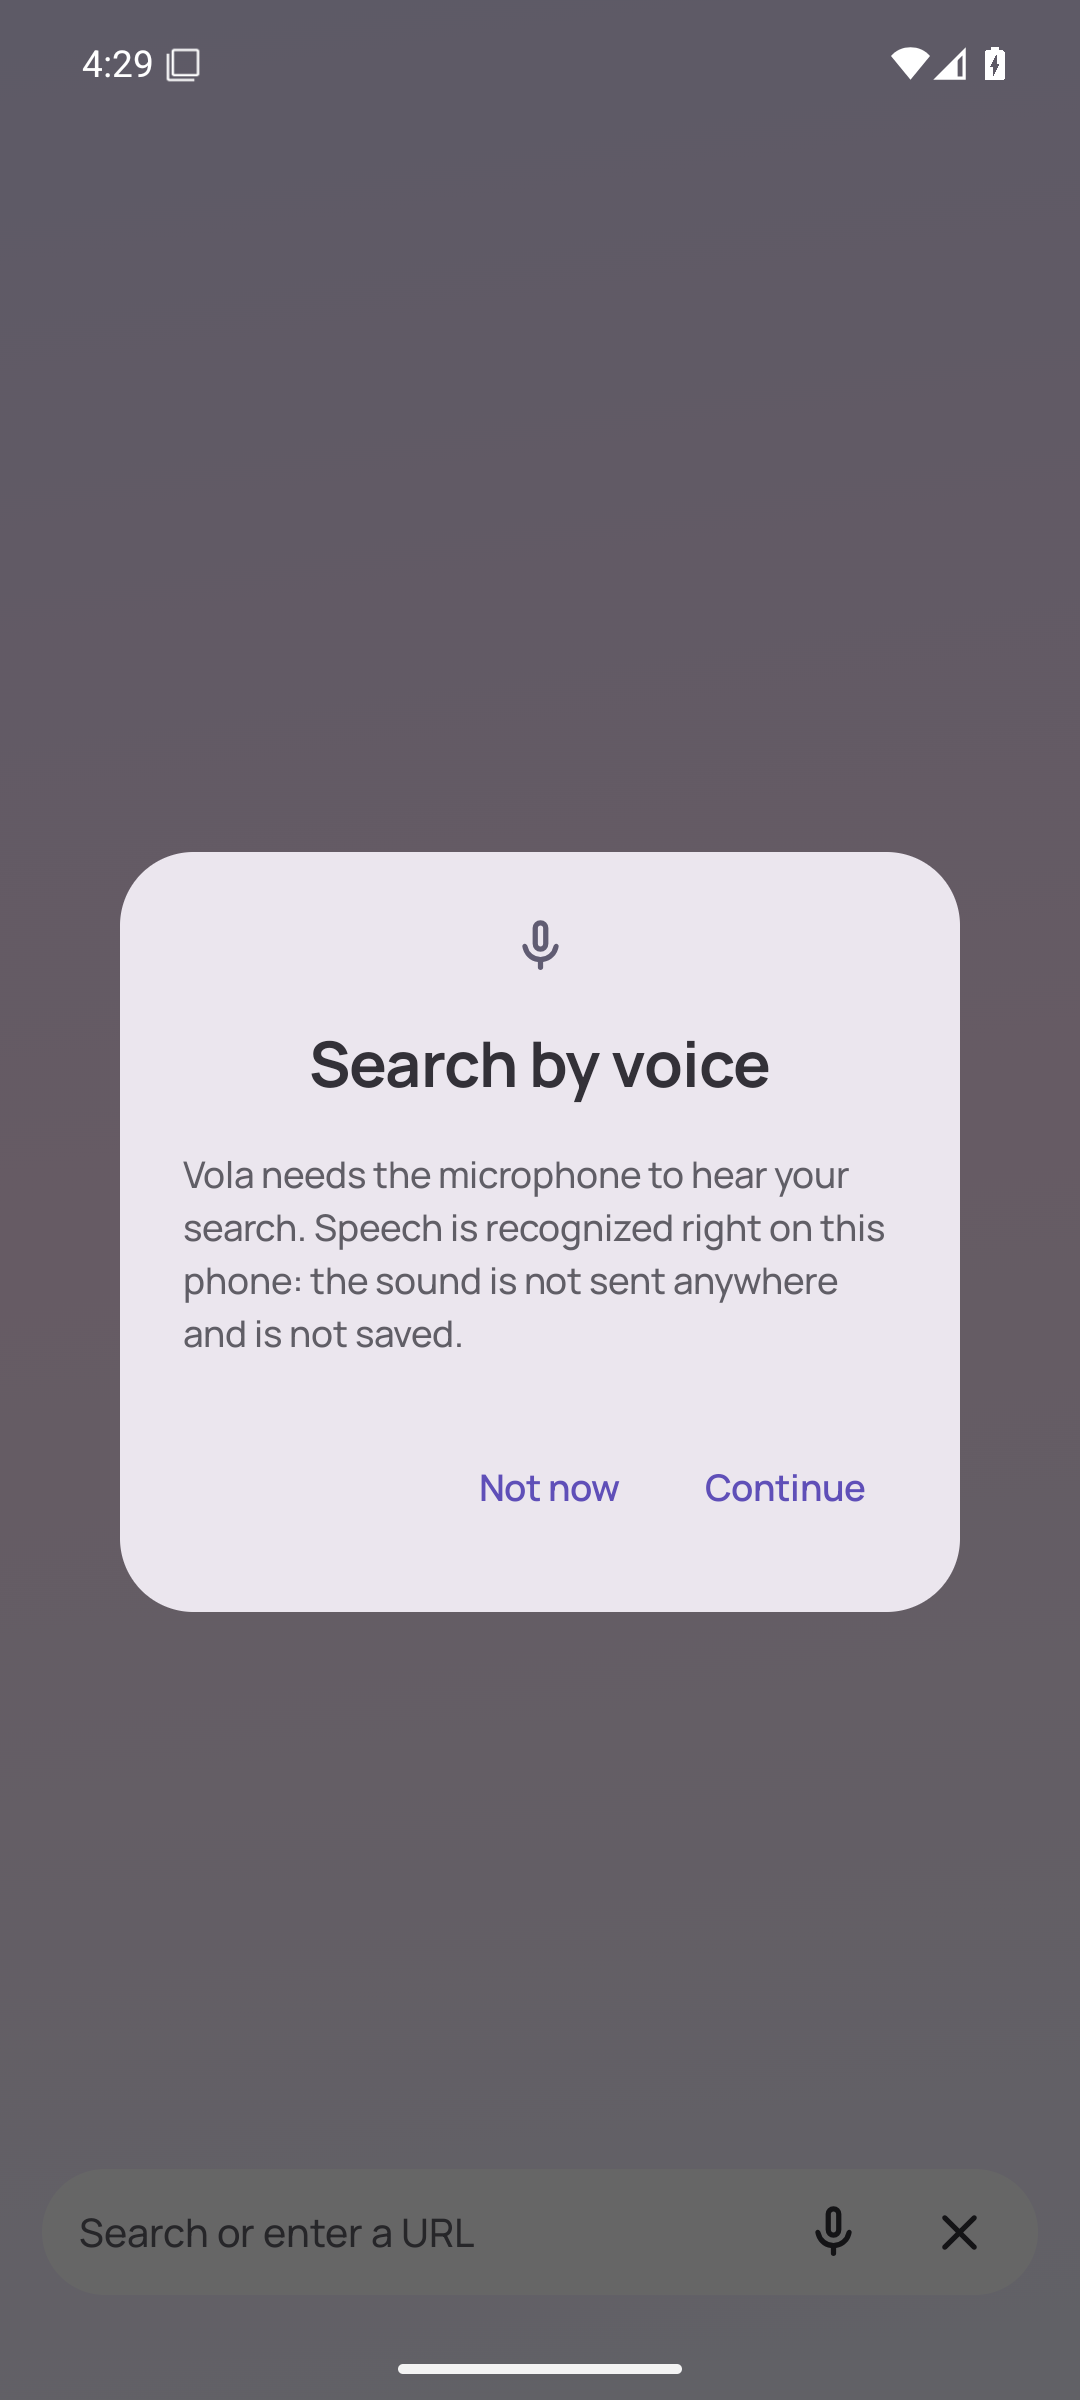 4:29
Search by voice
Vola needs the microphone to hear your
search. Speech is recognized right on this
phone: the sound is not sent anywhere
and is not saved.
Not now
Continue
Search or enter a URL